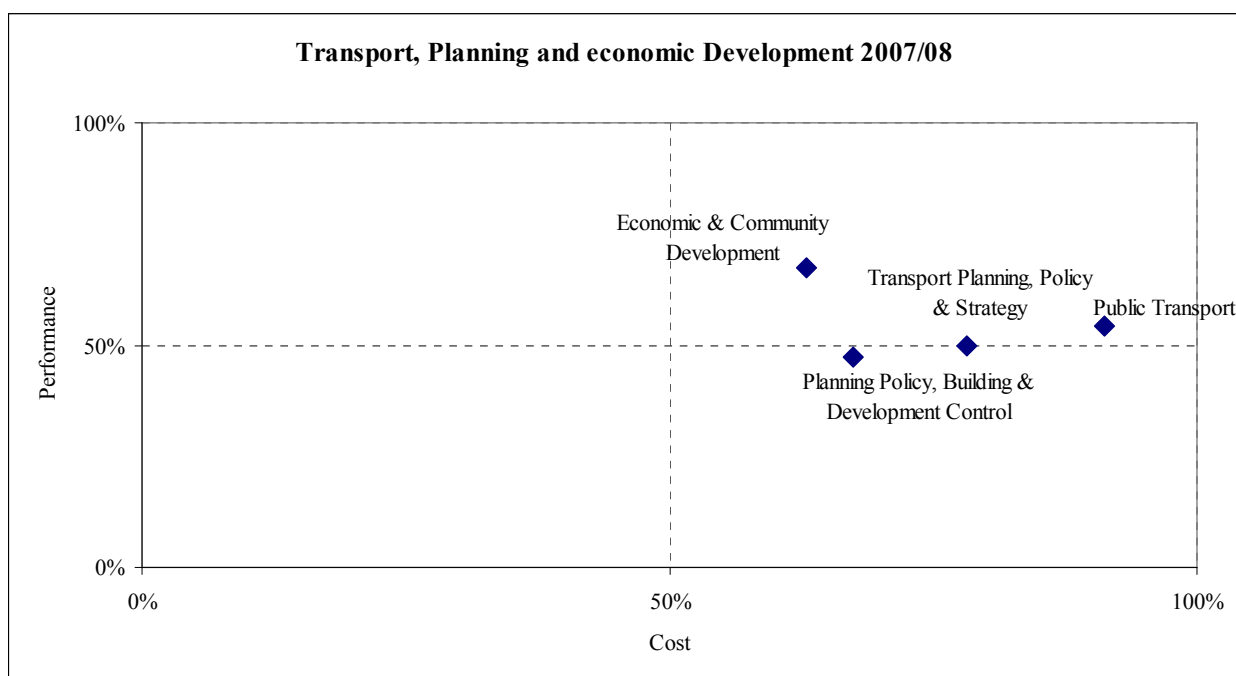 Transport, Planning and economic Development 2007/08
100%
Economic & Community
Development
Transport Planning, Policy
& Strategy
Public Transport
50%
Performance
Planning Policy, Building &
Development Control
0%
0%
50%
100%
Cost